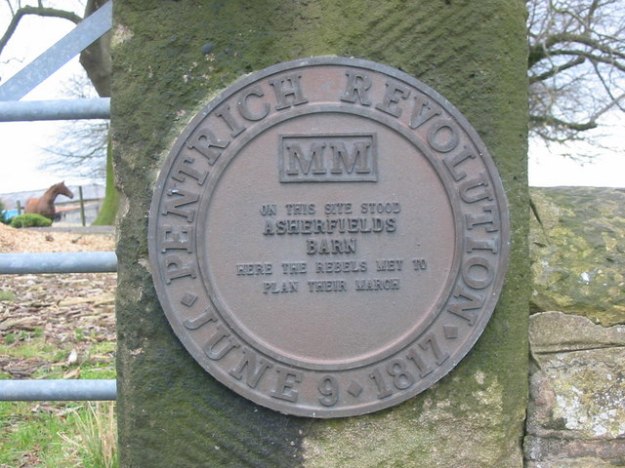 PENTRICH REVOLUTION
MM
ON THIS SITE STOOD
ASHERFIELDS
BARN
HERE THE REBELS MET TO
PLAN THEIR MARCH
JUNE 9 ◆ 1817